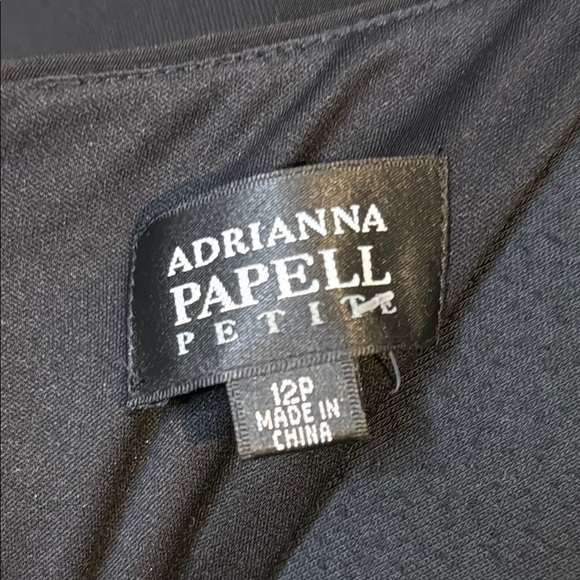 ADRIANNA
PAPELL
PETITE
12P
MADE IN
CHINA